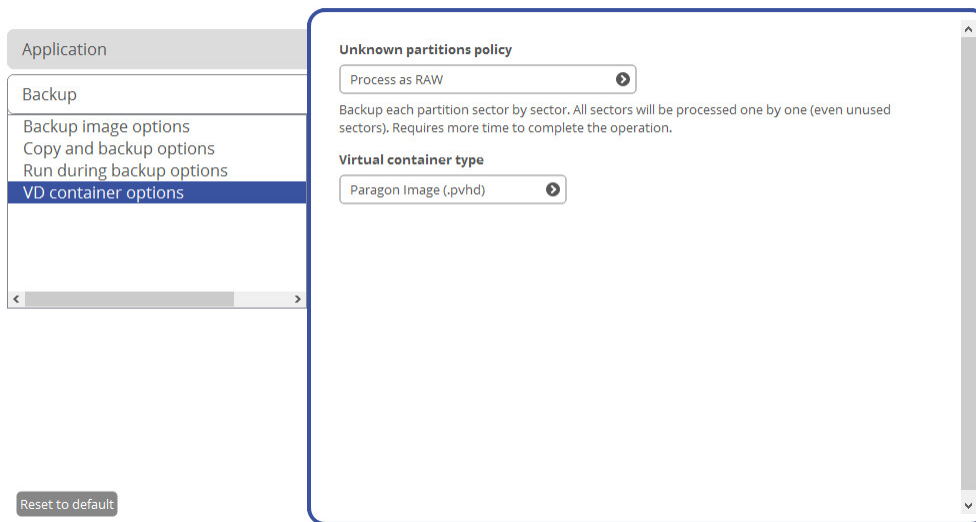 Application
Backup
Backup image options
Copy and backup options
Run during backup options
VD container options
Reset to default
Unknown partitions policy
Process as RAW
Backup each partition sector by sector. All sectors will be processed one by one (even unused
sectors). Requires more time to complete the operation.
Virtual container type
Paragon Image (.pvhd)